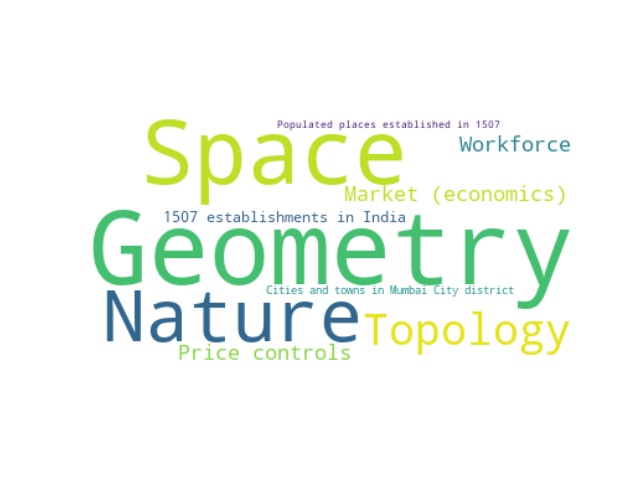 Populated places established in 1507
Space
Workforce
Market (economics)
1507 establishments in India
Geometry
Cities and towns in Mumbai City district
Nature
Topology
Price controls